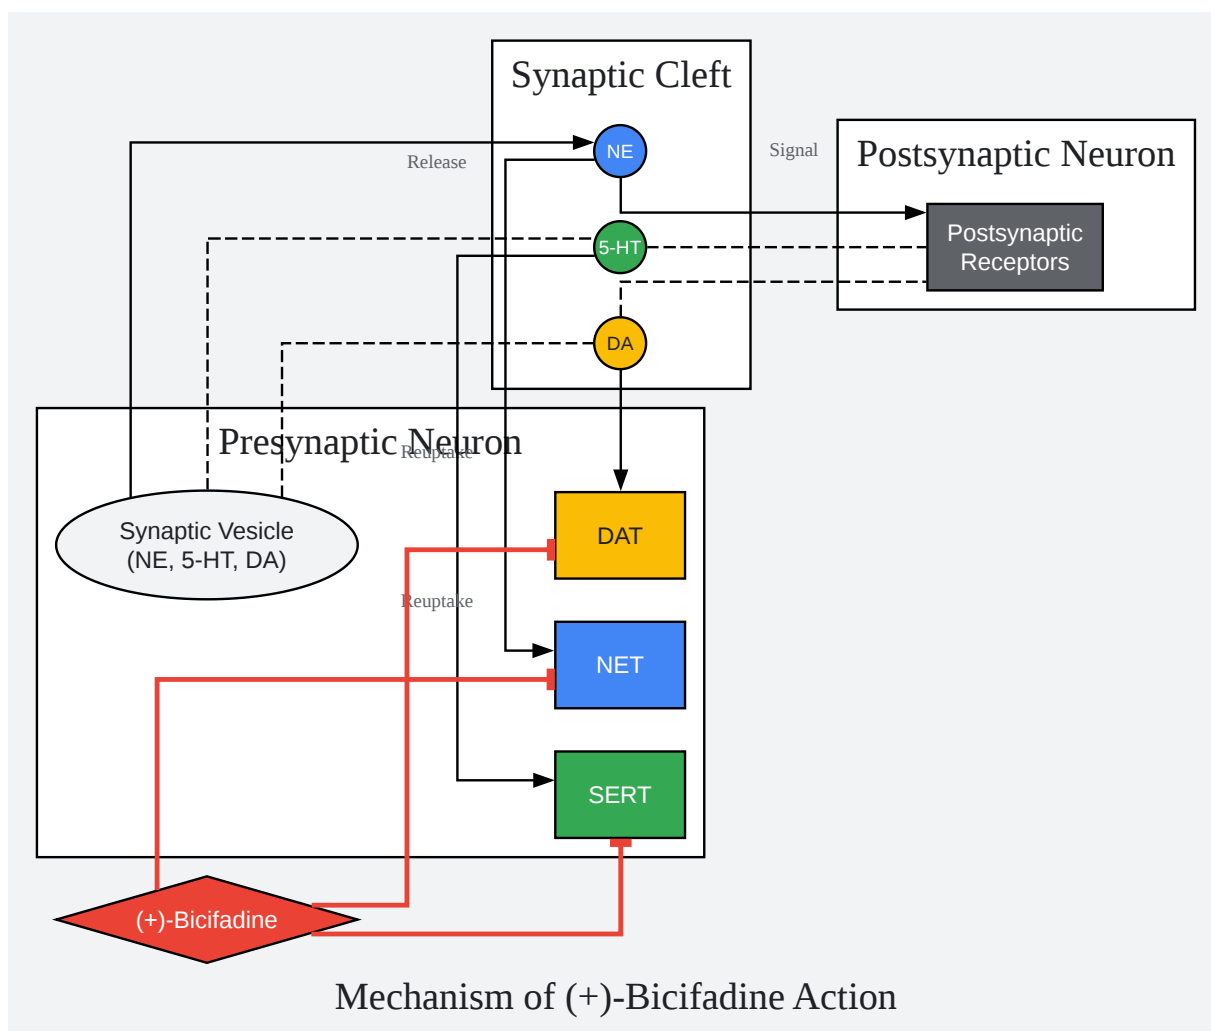 Synaptic Cleft
NE
Release
Signal
Postsynaptic Neuron
Postsynaptic
Receptors
5-HT
DA
Presynaptic Neuron
Reuptake
Synaptic Vesicle
(NE, 5-HT, DA)
DAT
Reuptake
NET
SERT
(+)-Bicifadine
Mechanism of (+)-Bicifadine Action